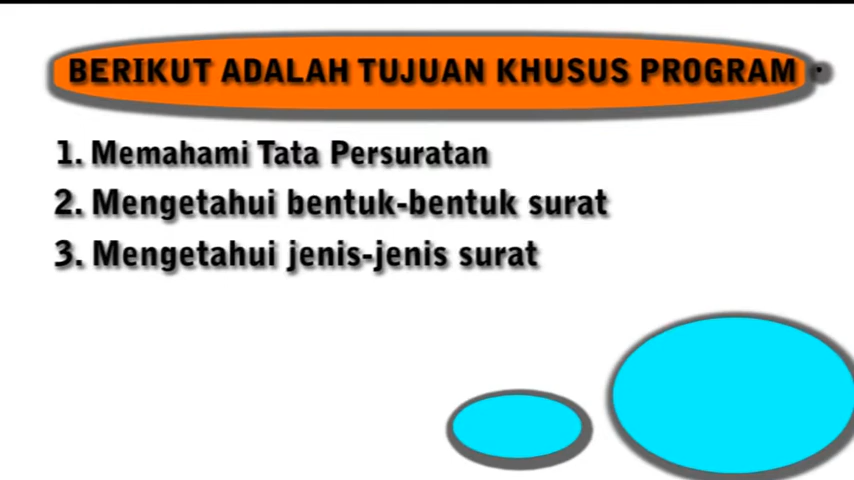 BERIKUT ADALAH TUJUAN KHUSUS PROGRAM :
1. Memahami Tata Persuratan
2. Mengetahui bentuk-bentuk surat
3. Mengetahui jenis-jenis surat